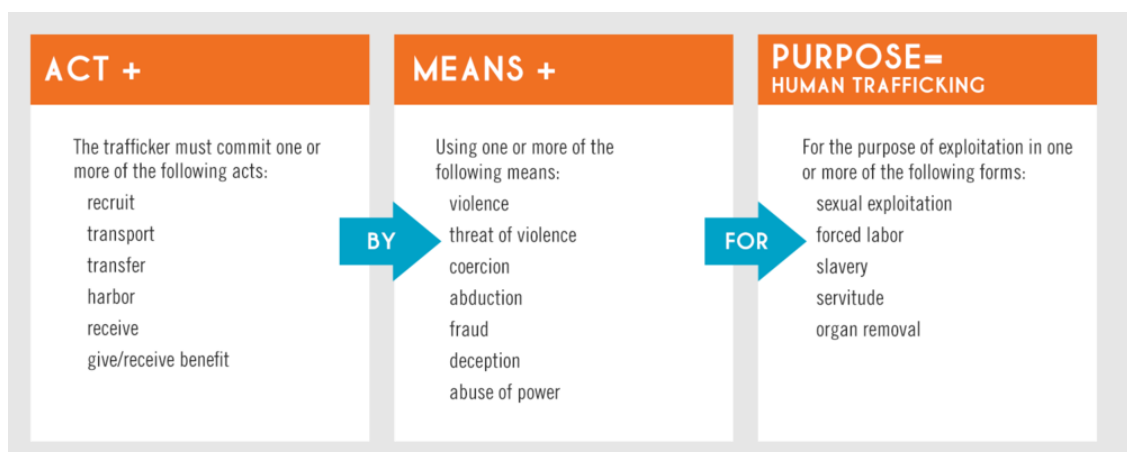 ACT +
The trafficker must commit one or
more of the following acts:
recruit
transport
transfer
harbor
receive
give/receive benefit
BY
MEANS +
Using one or more of the
following means:
violence
threat of violence
coercion
abduction
fraud
deception
abuse of power
FOR
PURPOSE=
HUMAN TRAFFICKING
For the purpose of exploitation in one
or more of the following forms:
sexual exploitation
forced labor
slavery
servitude
organ removal